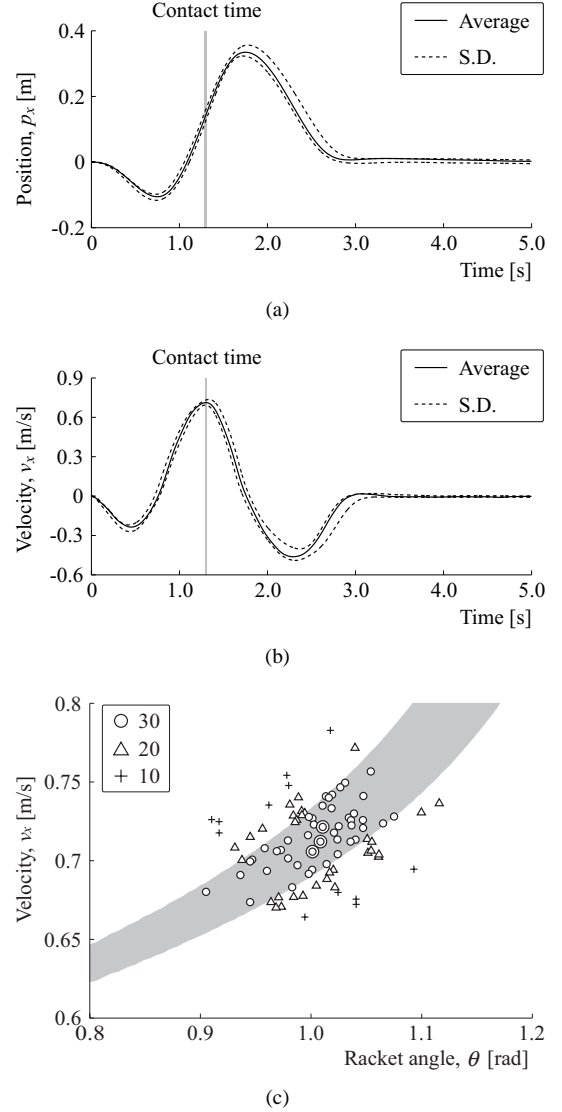 Contact time
Average
S.D.
Position, pₓ [m]
0.4
0.2
0
-0.2
0 1.0 2.0 3.0 4.0 5.0
Time [s]
(a)
Contact time
Average
S.D.
Velocity, vₓ [m/s]
0.9
0.6
0.3
0
-0.3
-0.6
0 1.0 2.0 3.0 4.0 5.0
Time [s]
(b)
30
20
10
Velocity, vₓ [m/s]
0.8
0.75
0.7
0.65
0.6
0.8 0.9 1.0 1.1 1.2
Racket angle, θ [rad]
(c)